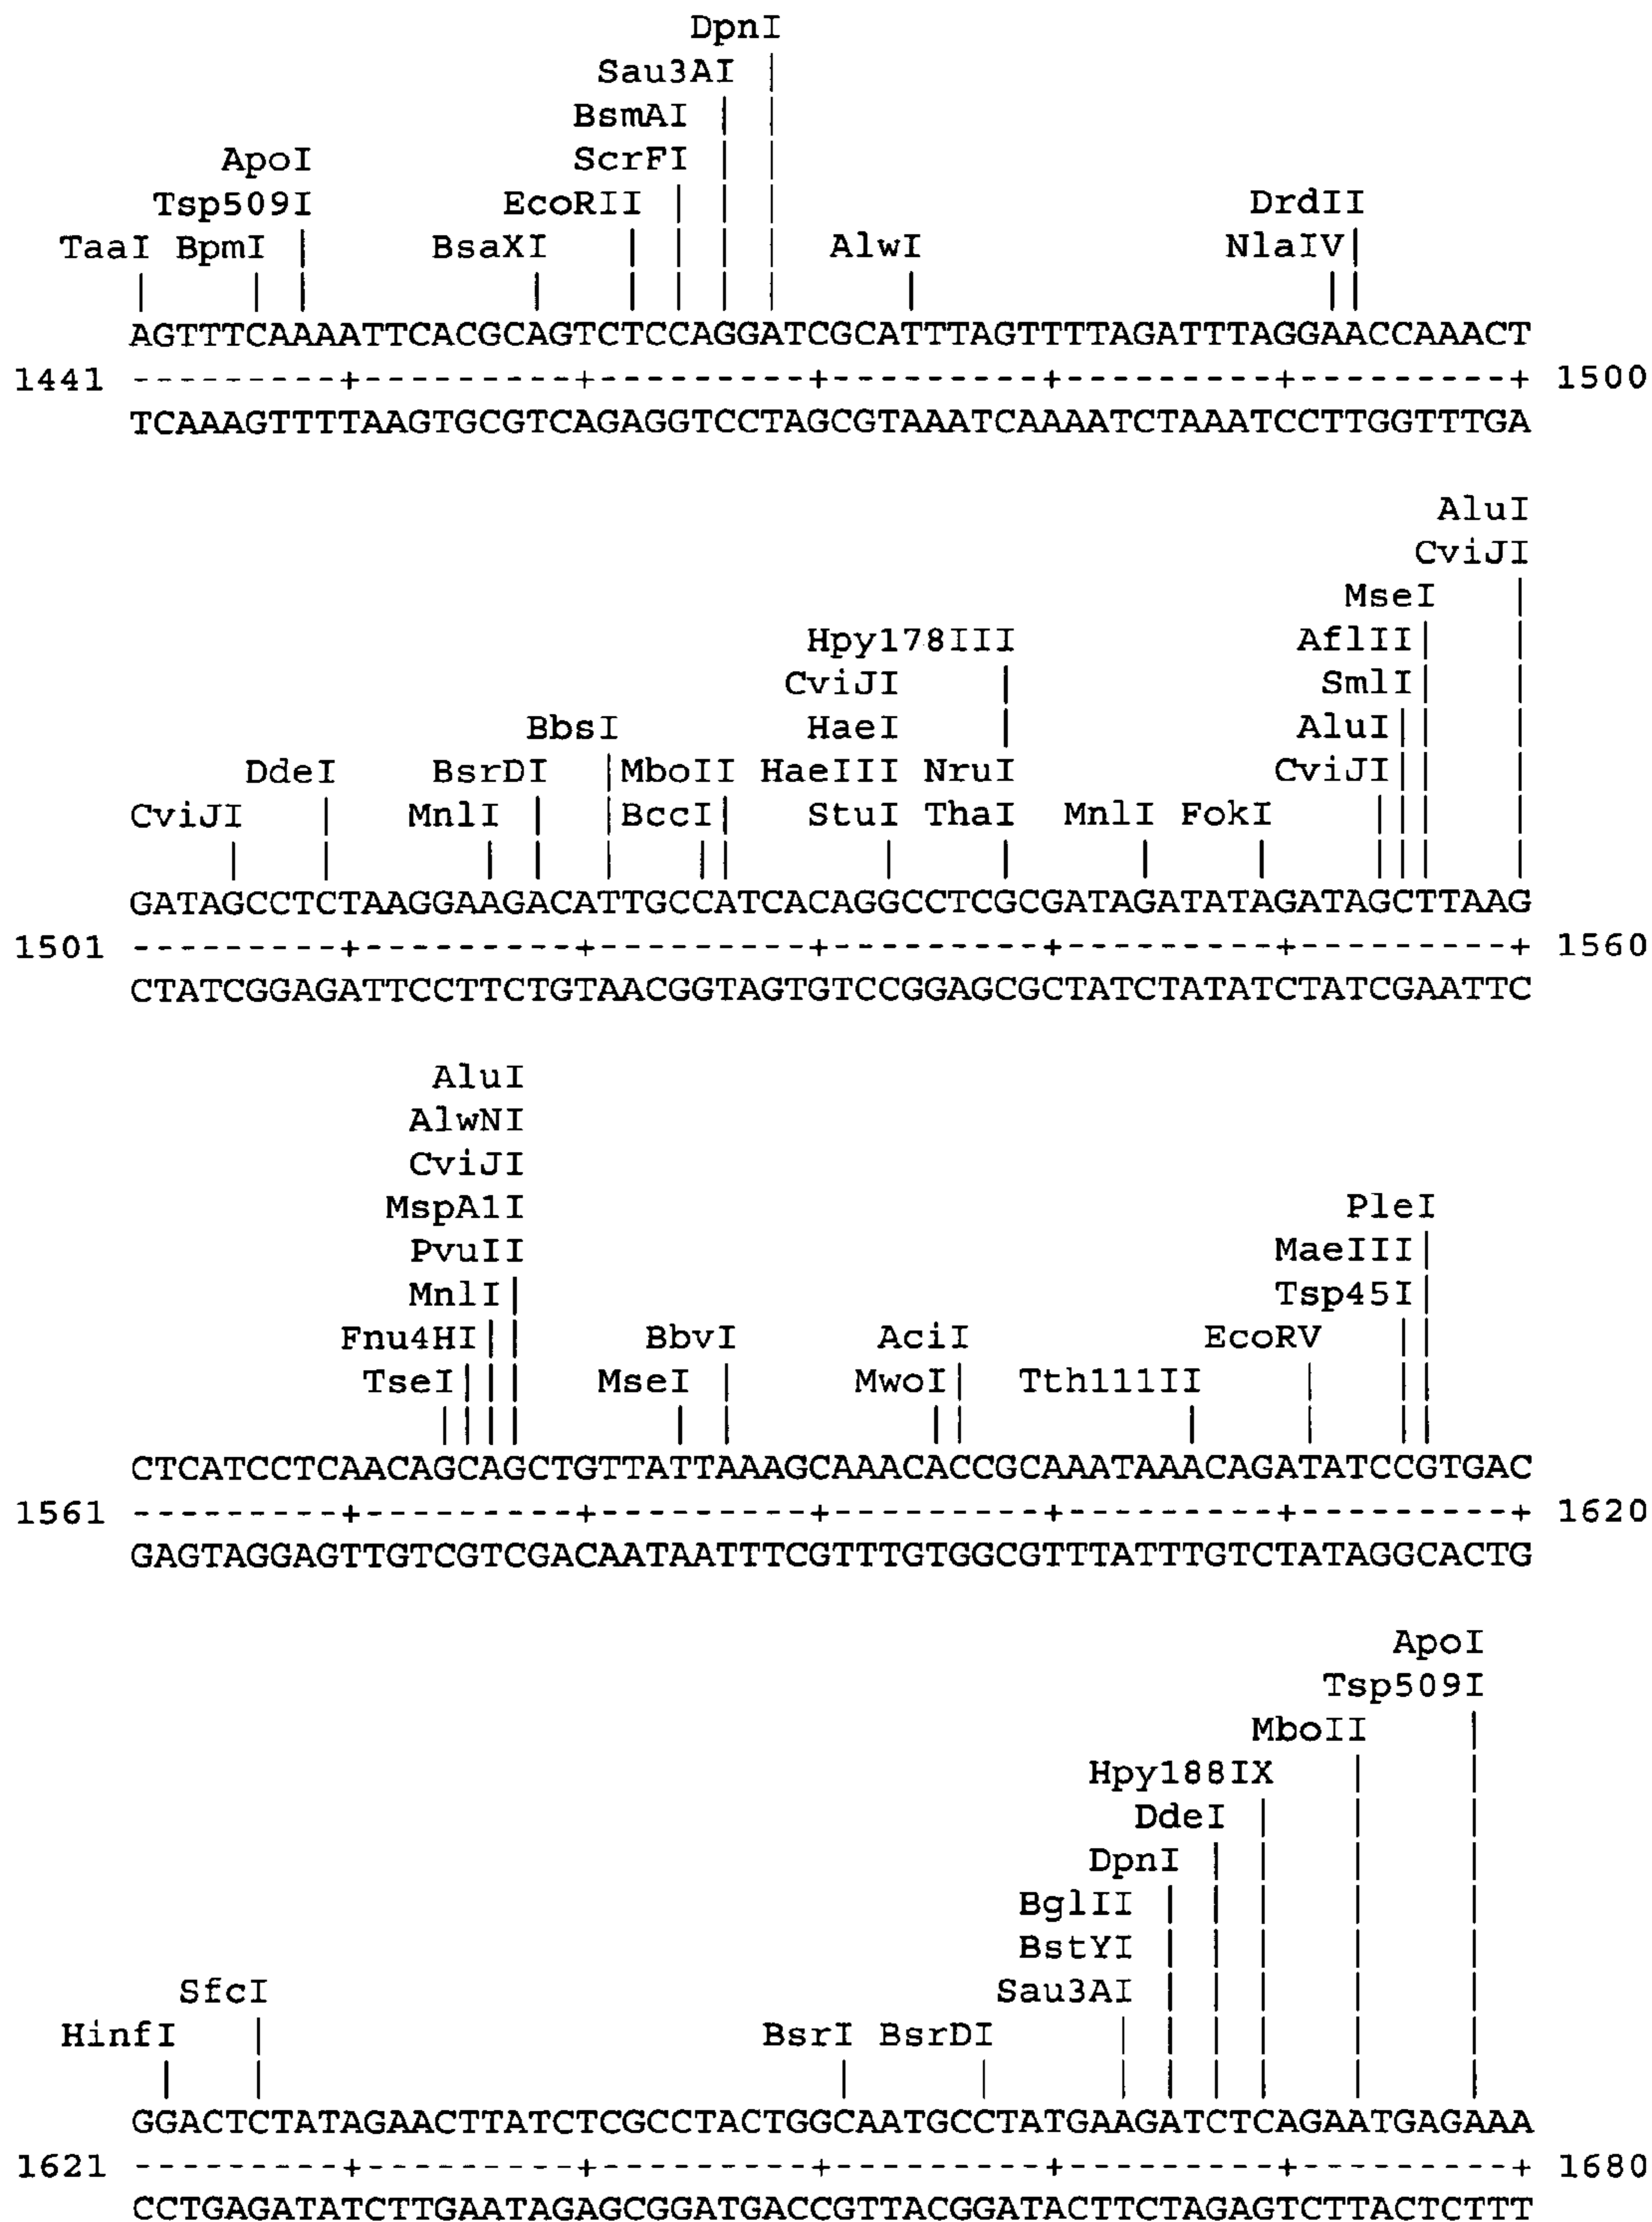 DpnI
Sau3AI |
BsmAI | |
ApoI ScrFI | |
Tsp509I EcoRII | | | DrdII
TaaI BpmI | BsaXI | | | | AlwI NlaIV|
| | | | | | | | | ||
AGTTTCAAAATTCACGCAGTCTCCAGGATCGCATTTAGTTTTAGATTTAGGAACCAAACT
1441 ---------+---------+---------+---------+---------+---------+ 1500
TCAAAGTTTTAAGTGCGTCAGAGGTCCTAGCGTAAATCAAAATCTAAATCCTTGGTTTGA
AluI
CviJI
MseI |
Hpy178III AflII| |
CviJI | SmlI| |
BbsI HaeI | AluI|| |
DdeI BsrDI |MboII HaeIII NruI CviJI||| |
CviJI | MnlI | |BccI| StuI ThaI MnlI FokI ||| |
| | | | | || | | | | ||| |
GATAGCCTCTAAGGAAGACATTGCCATCACAGGCCTCGCGATAGATATAGATAGCTTAAG
1501 ---------+---------+---------+---------+---------+---------+ 1560
CTATCGGAGATTCCTTCTGTAACGGTAGTGTCCGGAGCGCTATCTATATCTATCGAATTC
AluI
AlwNI
CviJI
MspA1I PleI
PvuII MaeIII|
MnlI| Tsp45I|
Fnu4HI|| BbvI AciI EcoRV ||
TseI||| MseI | MwoI| Tth111II | ||
|||| | | || | | ||
CTCATCCTCAACAGCAGCTGTTATTAAAGCAAACACCGCAAATAAACAGATATCCGTGAC
1561 ---------+---------+---------+---------+---------+---------+ 1620
GAGTAGGAGTTGTCGTCGACAATAATTTCGTTTGTGGCGTTTATTTGTCTATAGGCACTG
ApoI
Tsp509I
MboII |
Hpy188IX | |
DdeI | | |
DpnI | | | |
BglII | | | | |
BstYI | | | | |
SfcI Sau3AI | | | | |
HinfI | BsrI BsrDI | | | | | |
| | | | | | | | | |
GGACTCTATAGAACTTATCTCGCCTACTGGCAATGCCTATGAAGATCTCAGAATGAGAAA
1621 ---------+---------+---------+---------+---------+---------+ 1680
CCTGAGATATCTTGAATAGAGCGGATGACCGTTACGGATACTTCTAGAGTCTTACTCTTT